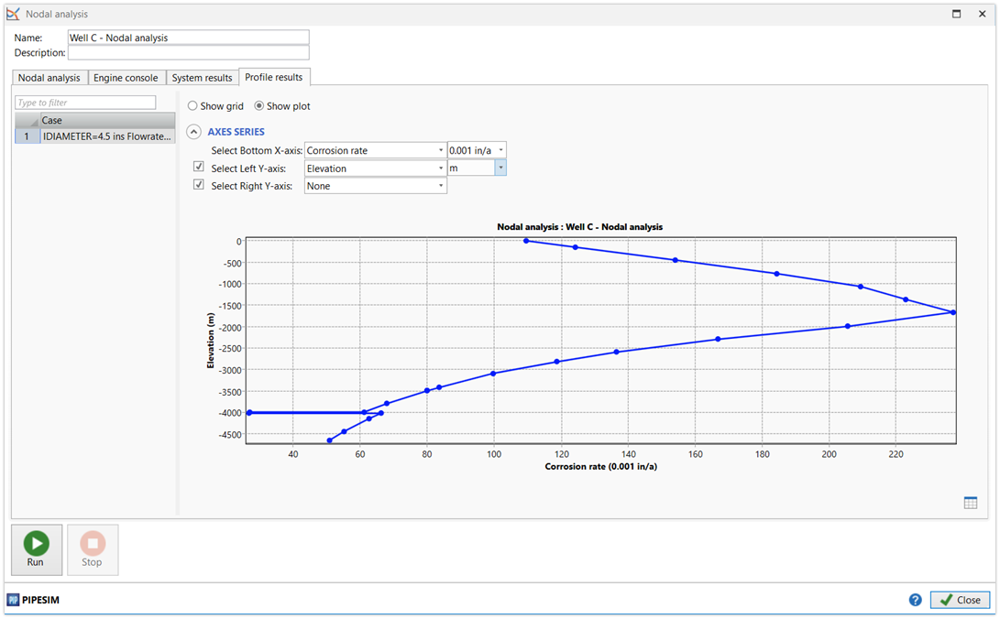 Nodal analysis
Name: Well C - Nodal analysis
Description:
Nodal analysis Engine console System results Profile results
Type to filter
Case
1 IDIAMETER=4.5 ins Flowrate...
Show grid Show plot
AXES SERIES
Select Bottom X-axis: Corrosion rate 0.001 in/a
Select Left Y-axis: Elevation m
Select Right Y-axis: None
Nodal analysis : Well C - Nodal analysis
Elevation (m)
0
-500
-1000
-1500
-2000
-2500
-3000
-3500
-4000
-4500
40 60 80 100 120 140 160 180 200 220
Corrosion rate (0.001 in/a)
Run Stop
PIP PIPESIM ? Close